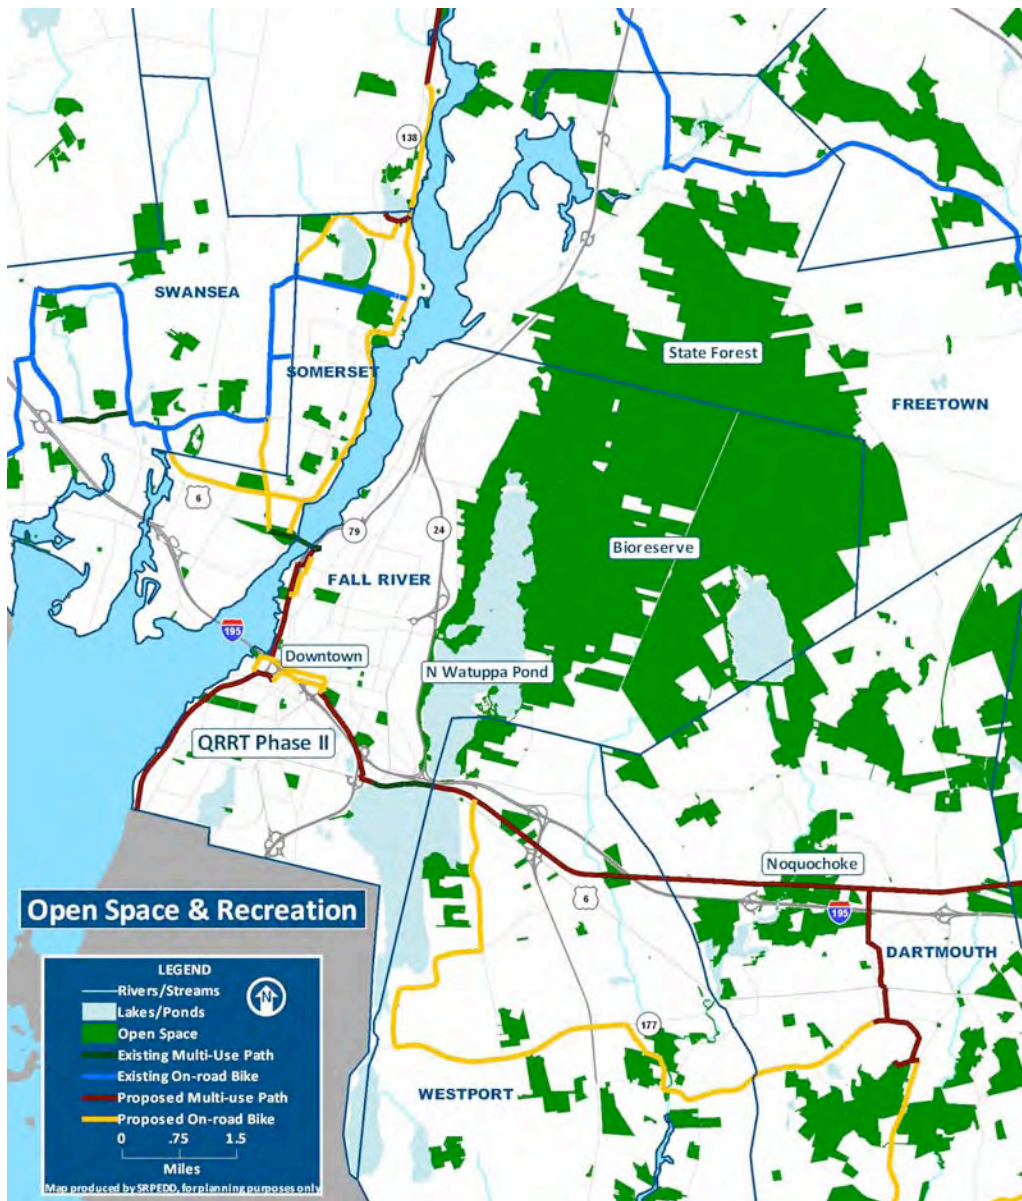 138
SWANSEA
SOMERSET
State Forest
FREETOWN
6
79
24
Bioreserve
FALL RIVER
195
Downtown
N Watuppa Pond
QRRT Phase II
Noquochoke
6
195
DARTMOUTH
177
WESTPORT
Open Space & Recreation
LEGEND
Rivers/Streams
N
Lakes/Ponds
Open Space
Existing Multi-Use Path
Existing On-road Bike
Proposed Multi-use Path
Proposed On-road Bike
0 .75 1.5
Miles
Map produced by SRPEDD, for planning purposes only